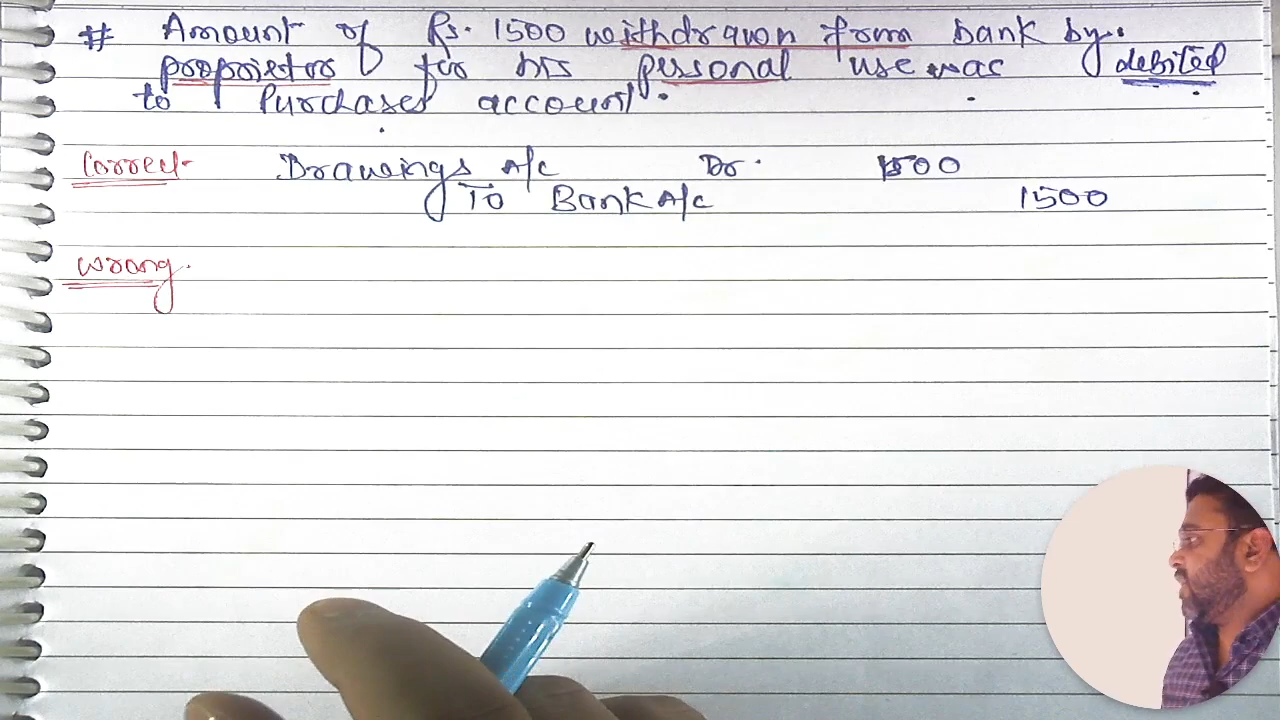 # Amount of Rs. 1500 withdrawn from bank by
proprietor for his personal use was debited
to Purchases account.
Correct Drawings A/c Dr. 1500
To Bank A/c 1500
Wrong.